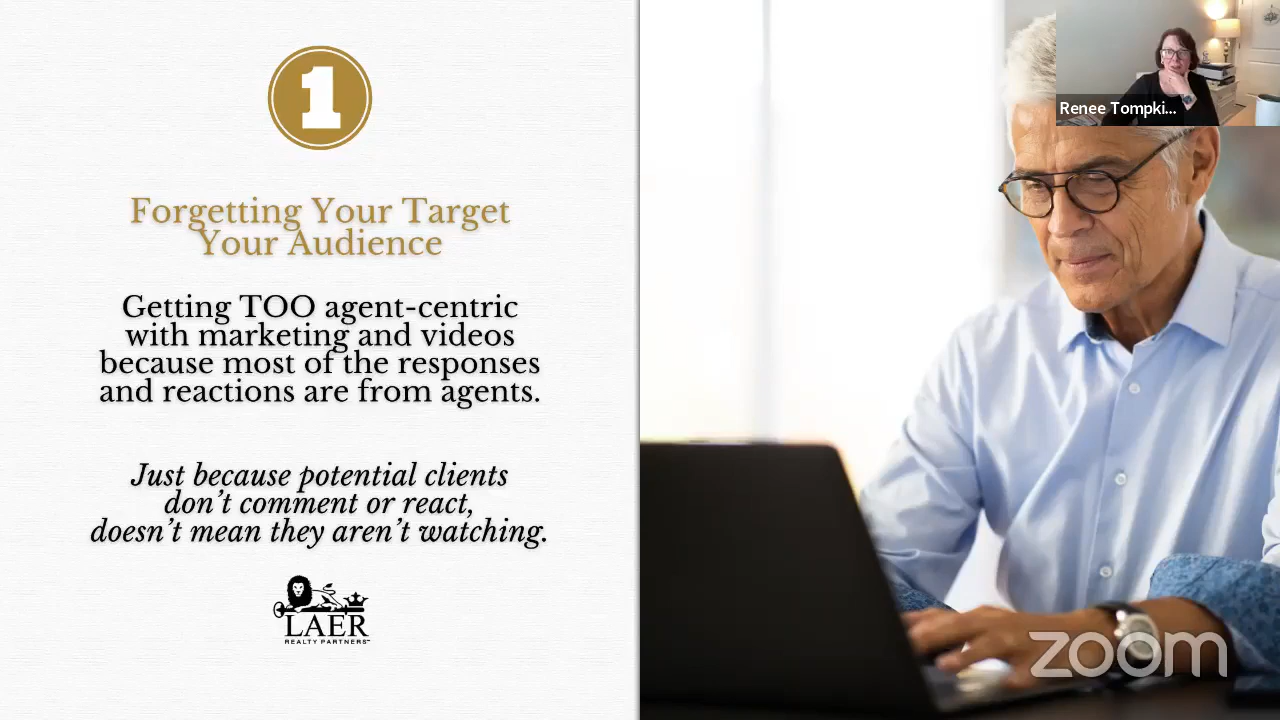 1
Forgetting Your Target
Your Audience
Getting TOO agent-centric
with marketing and videos
because most of the responses
and reactions are from agents.
Just because potential clients
don’t comment or react,
doesn’t mean they aren’t watching.
LAER
REALTY PARTNERS™
Renee Tompki...
zoom